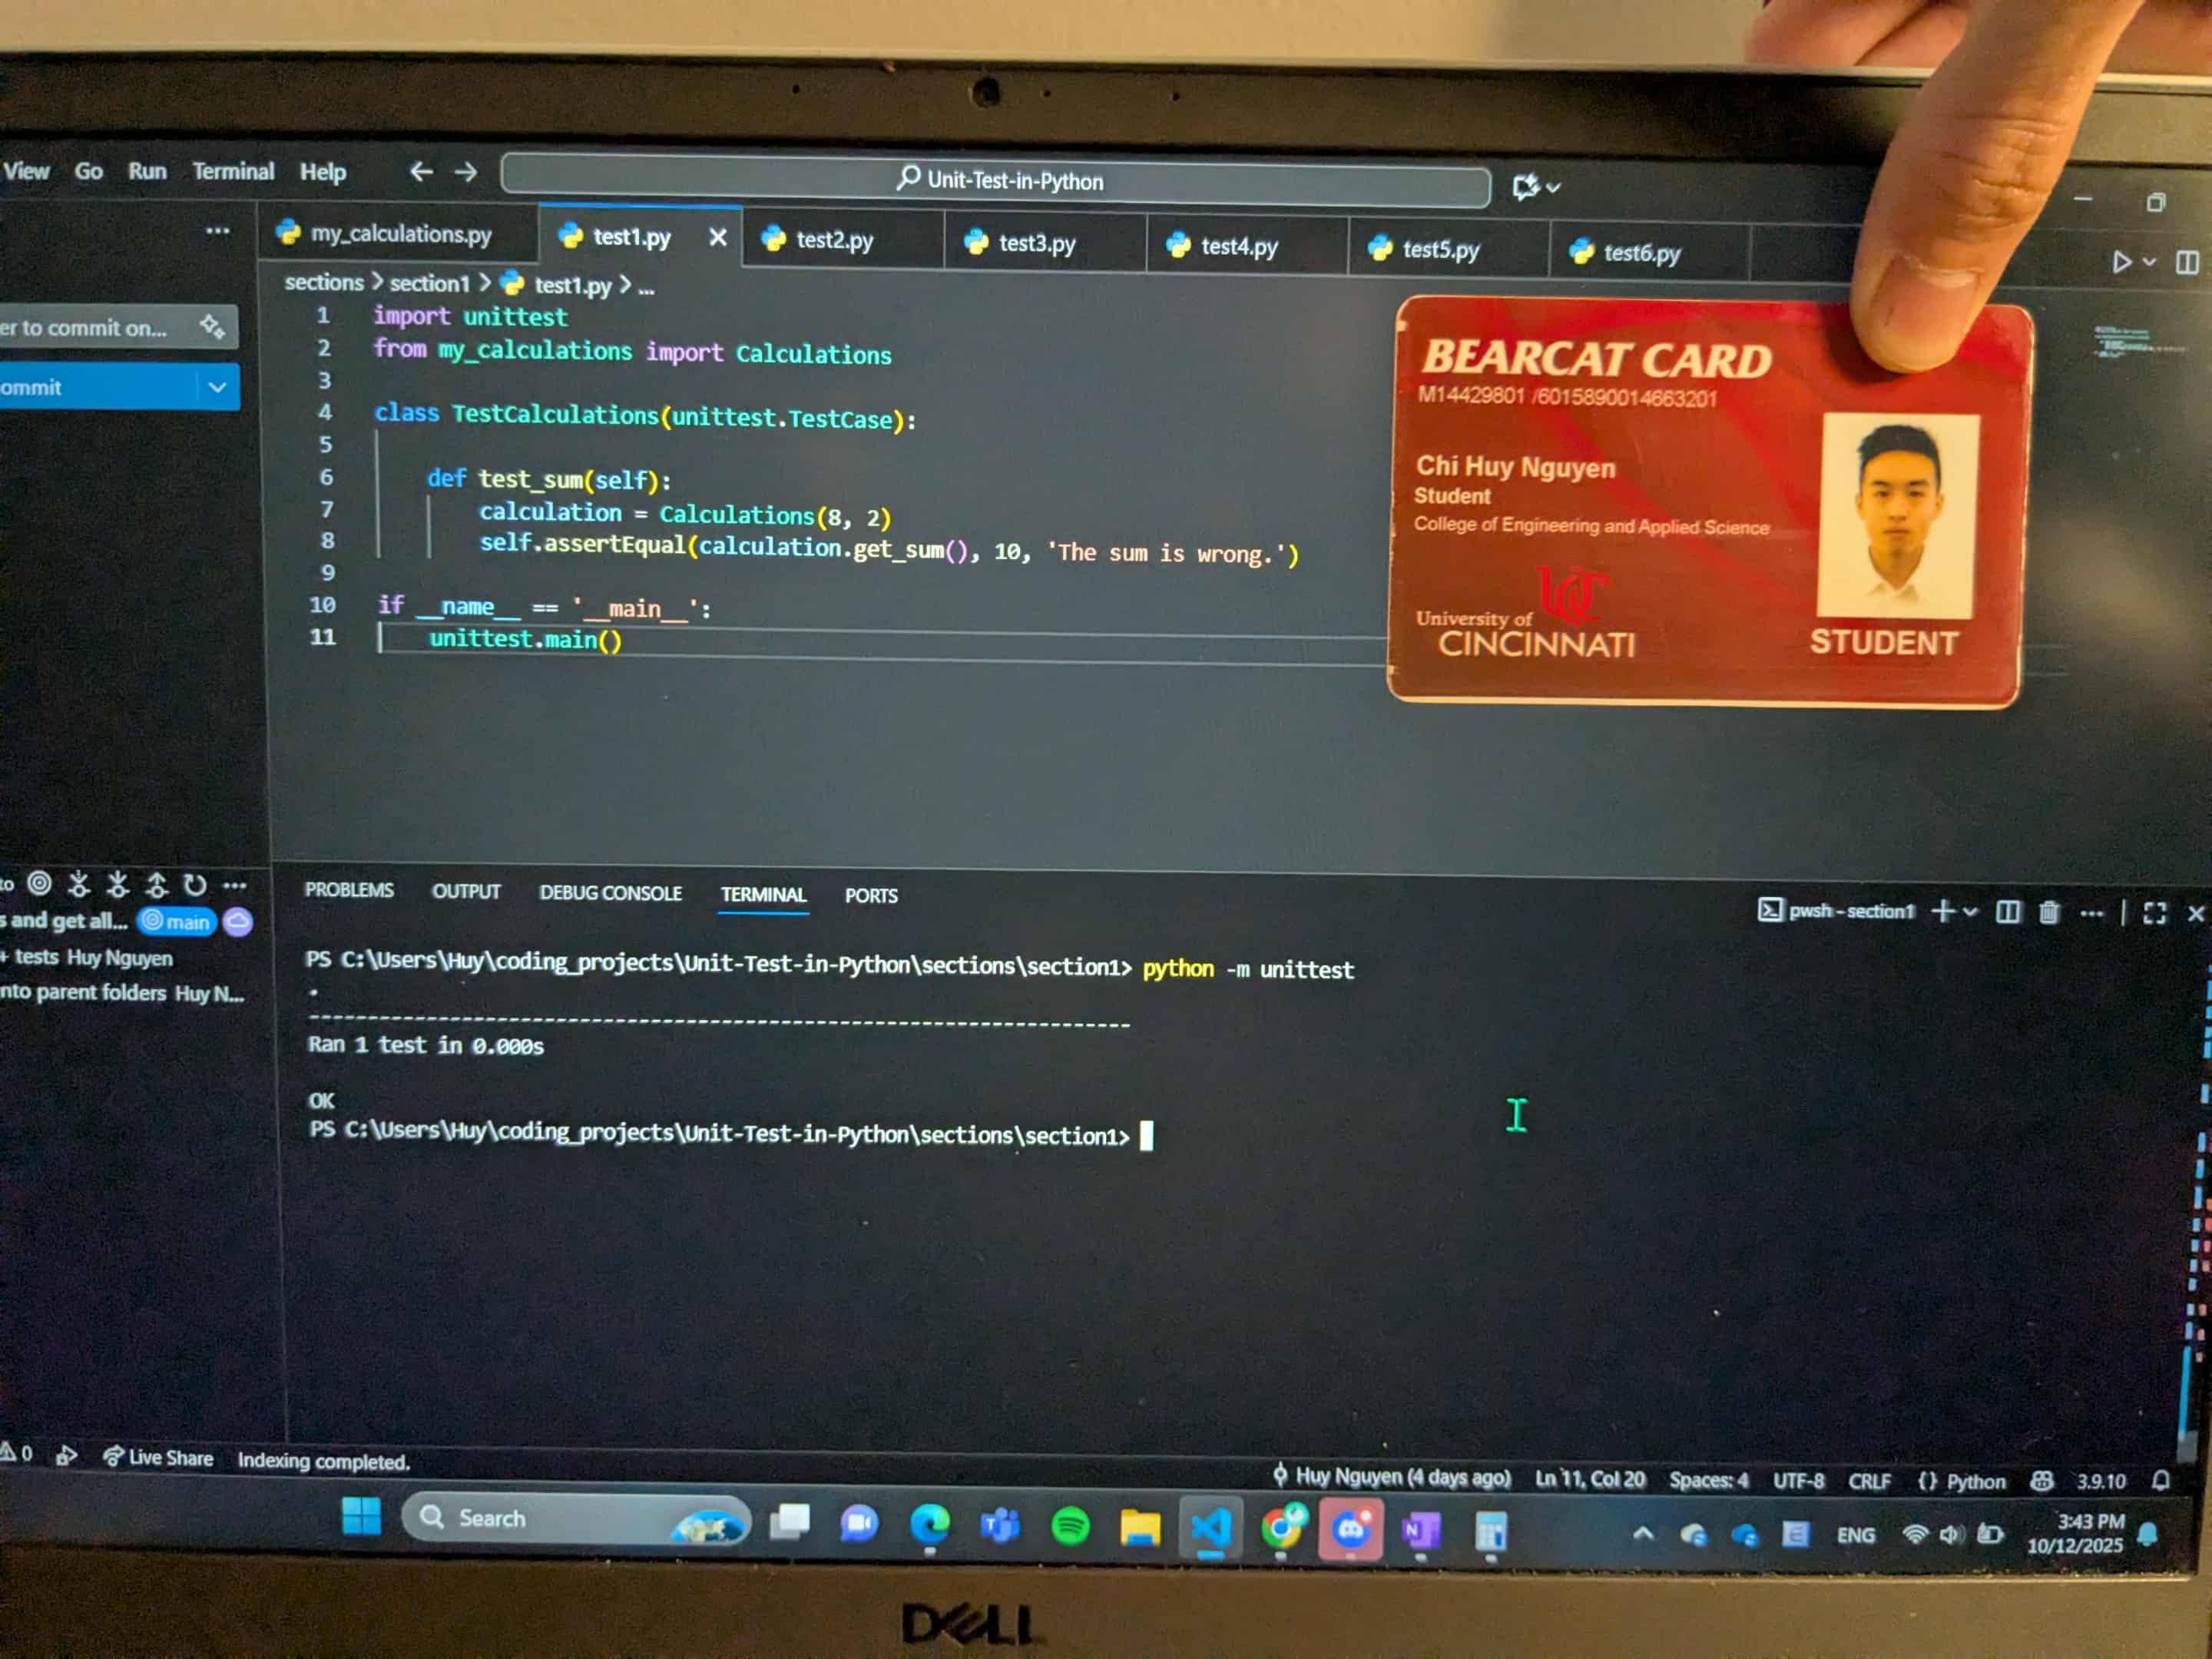 View Go Run Terminal Help
Unit-Test-in-Python
my_calculations.py test1.py test2.py test3.py test4.py test5.py test6.py
sections > section1 > test1.py > ...
er to commit on...
ommit
1 import unittest
2 from my_calculations import Calculations
3
4 class TestCalculations(unittest.TestCase):
5
6 def test_sum(self):
7 calculation = Calculations(8, 2)
8 self.assertEqual(calculation.get_sum(), 10, 'The sum is wrong.')
9
10 if __name__ == '__main__':
11 unittest.main()
BEARCAT CARD
M14429801 /6015890014663201
Chi Huy Nguyen
Student
College of Engineering and Applied Science
UC
University of
CINCINNATI
STUDENT
to
s and get all... main
tests Huy Nguyen
nto parent folders Huy N...
PROBLEMS OUTPUT DEBUG CONSOLE TERMINAL PORTS
pwsh - section1
PS C:\Users\Huy\coding_projects\Unit-Test-in-Python\sections\section1> python -m unittest
.
----------------------------------------------------------------------
Ran 1 test in 0.000s
OK
PS C:\Users\Huy\coding_projects\Unit-Test-in-Python\sections\section1>
0 Live Share Indexing completed.
Huy Nguyen (4 days ago) Ln 11, Col 20 Spaces: 4 UTF-8 CRLF {} Python 3.9.10
Search
ENG
3:43 PM
10/12/2025
DELL